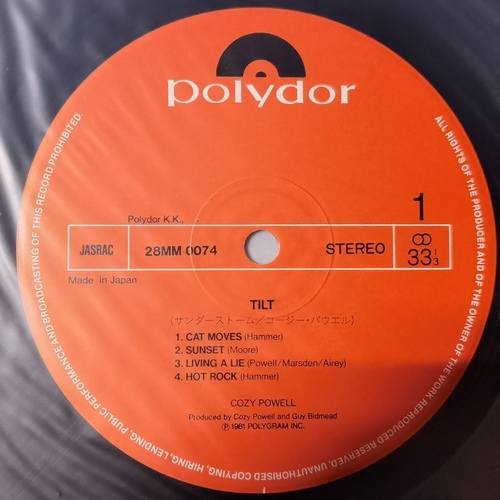 polydor
UNAUTHORISED COPYING, HIRING, LENDING, PUBLIC PERFORMANCE AND BROADCASTING OF THIS RECORD PROHIBITED.
ALL RIGHTS OF THE PRODUCER AND OF THE OWNER OF THE WORK REPRODUCED RESERVED.
Polydor K.K.,
1
JASRAC
28MM 0074
STEREO
33 1/3
Made in Japan
TILT
(サンダーストーム/コージー・パウエル)
1. CAT MOVES (Hammer)
2. SUNSET (Moore)
3. LIVING A LIE (Powell/Marsden/Airey)
4. HOT ROCK (Hammer)
COZY POWELL
Produced by Cozy Powell and Guy Bidmead
Ⓟ 1981 POLYGRAM INC.